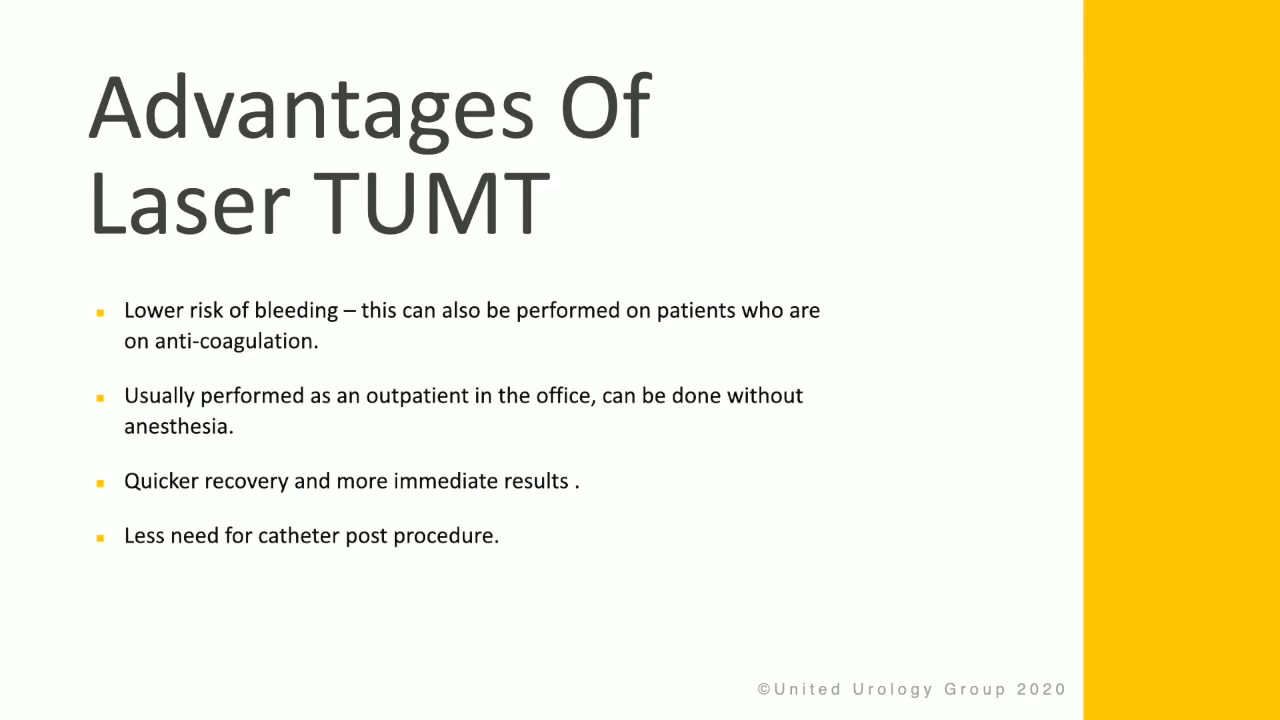 Advantages Of
Laser TUMT
▪ Lower risk of bleeding – this can also be performed on patients who are
on anti-coagulation.
▪ Usually performed as an outpatient in the office, can be done without
anesthesia.
▪ Quicker recovery and more immediate results .
▪ Less need for catheter post procedure.
©United Urology Group 2020